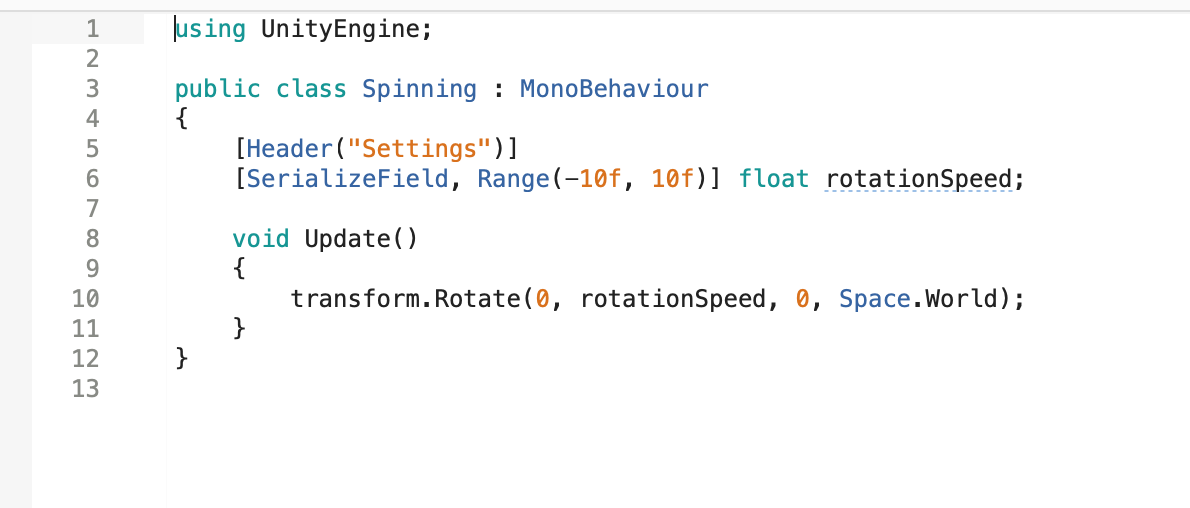 1 using UnityEngine;
2
3 public class Spinning : MonoBehaviour
4 {
5     [Header("Settings")]
6     [SerializeField, Range(-10f, 10f)] float rotationSpeed;
7
8     void Update()
9     {
10         transform.Rotate(0, rotationSpeed, 0, Space.World);
11     }
12 }
13